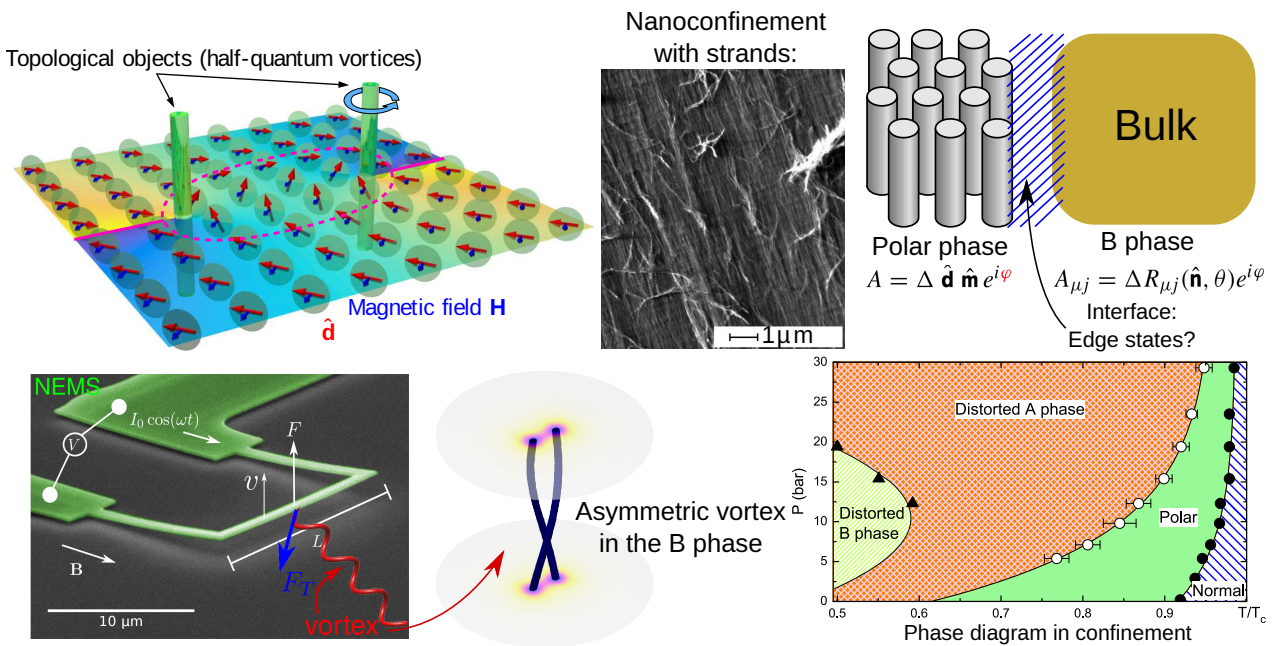 Topological objects (half-quantum vortices)
Magnetic field H
d̂
Nanoconfinement
with strands:
1μm
Bulk
Polar phase
B phase
A = Δ d̂ m̂ e^{iφ}
A_{μj} = ΔR_{μj}(n̂, θ)e^{iφ}
Interface:
Edge states?
NEMS
I₀ cos(ωt)
V
F
υ
L
B
F_T
vortex
10 μm
Asymmetric vortex
in the B phase
30
25
20
15
10
5
0
P (bar)
Distorted A phase
Distorted
B phase
Polar
Normal
0.5
0.6
0.7
0.8
0.9
T/T_c
Phase diagram in confinement